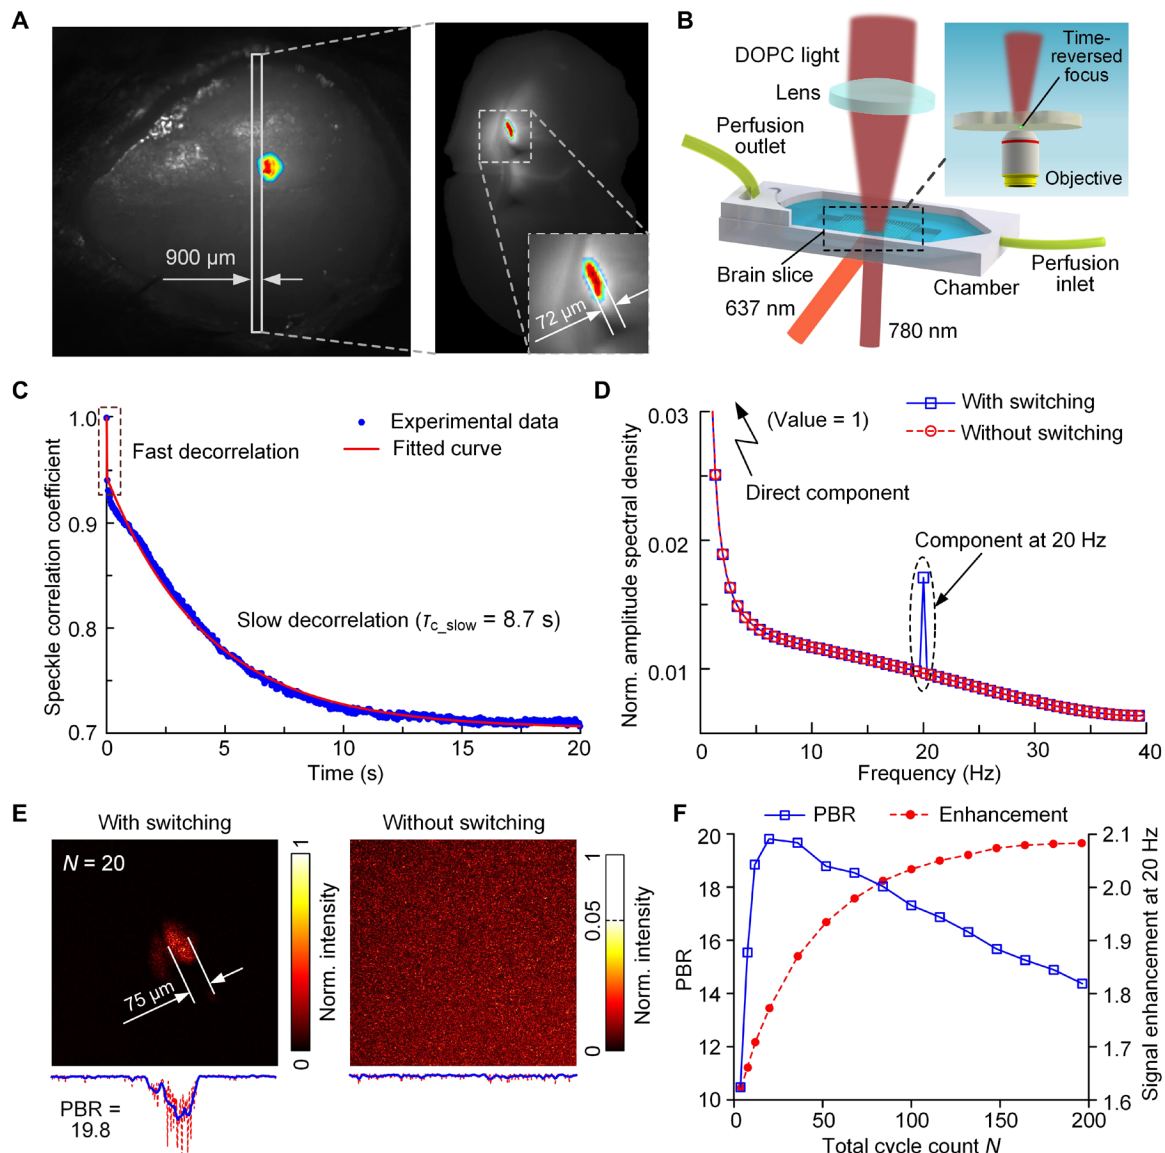 A
900 μm
72 μm
B
DOPC light
Lens
Perfusion
outlet
Time-
reversed
focus
Objective
Brain slice
637 nm
780 nm
Chamber
Perfusion
inlet
C
Speckle correlation coefficient
1.0
0.9
0.8
0.7
Experimental data
Fitted curve
Fast decorrelation
Slow decorrelation (τc_slow = 8.7 s)
0
5
10
15
20
Time (s)
D
Norm. amplitude spectral density
0.03
0.02
0.01
(Value = 1)
With switching
Without switching
Direct component
Component at 20 Hz
0
10
20
30
40
Frequency (Hz)
E
With switching
N = 20
75 μm
1
0
Norm. intensity
PBR =
19.8
Without switching
1
0.05
0
Norm. intensity
F
PBR
Enhancement
PBR
20
18
16
14
12
10
2.1
2.0
1.9
1.8
1.7
1.6
Signal enhancement at 20 Hz
0
50
100
150
200
Total cycle count N